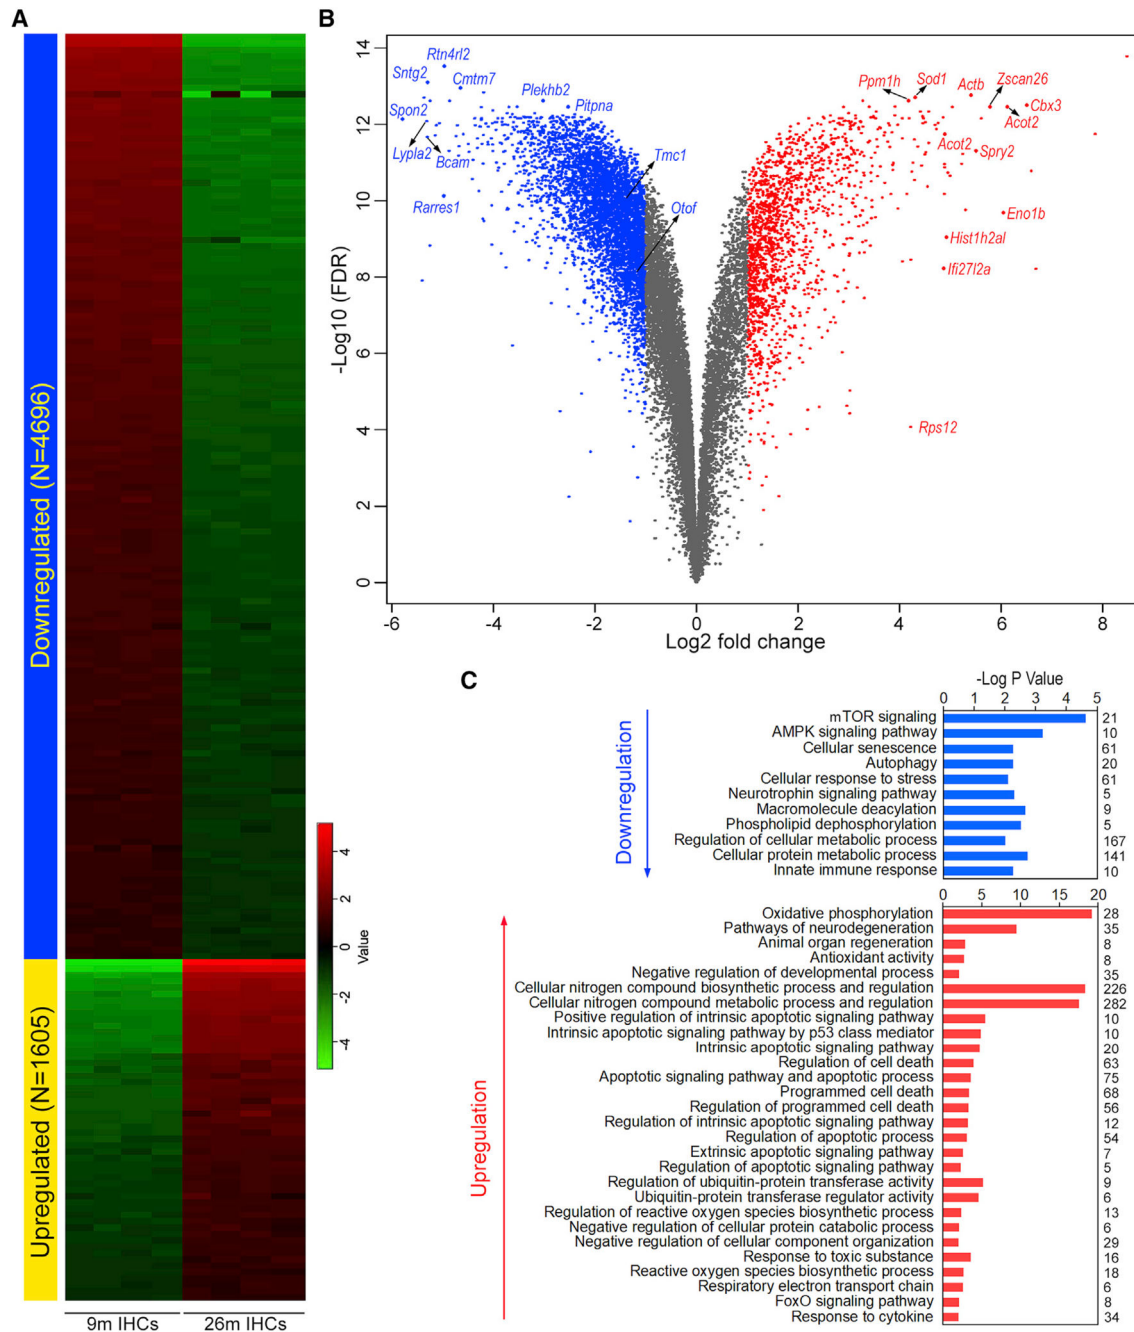 A
Downregulated (N=4696)
Upregulated (N=1605)
9m IHCs
26m IHCs
4
2
0
-2
-4
Value
B
14
12
10
8
6
4
2
0
-Log10 (FDR)
-6
-4
-2
0
2
4
6
8
Log2 fold change
Rtn4rl2
Sntg2
Cmtm7
Plekhb2
Pitpna
Spon2
Lypla2
Bcam
Rarres1
Tmc1
Otof
Ppm1h
Sod1
Actb
Zscan26
Cbx3
Acot2
Acot2
Spry2
Eno1b
Hist1h2al
Ifi27l2a
Rps12
C
-Log P Value
0 1 2 3 4 5
Downregulation
mTOR signaling 21
AMPK signaling pathway 10
Cellular senescence 61
Autophagy 20
Cellular response to stress 61
Neurotrophin signaling pathway 5
Macromolecule deacylation 9
Phospholipid dephosphorylation 5
Regulation of cellular metabolic process 167
Cellular protein metabolic process 141
Innate immune response 10
0 5 10 15 20
Upregulation
Oxidative phosphorylation 28
Pathways of neurodegeneration 35
Animal organ regeneration 8
Antioxidant activity 8
Negative regulation of developmental process 35
Cellular nitrogen compound biosynthetic process and regulation 226
Cellular nitrogen compound metabolic process and regulation 282
Positive regulation of intrinsic apoptotic signaling pathway 10
Intrinsic apoptotic signaling pathway by p53 class mediator 10
Intrinsic apoptotic signaling pathway 20
Regulation of cell death 63
Apoptotic signaling pathway and apoptotic process 75
Programmed cell death 68
Regulation of programmed cell death 56
Regulation of intrinsic apoptotic signaling pathway 12
Regulation of apoptotic process 54
Extrinsic apoptotic signaling pathway 7
Regulation of apoptotic signaling pathway 5
Regulation of ubiquitin-protein transferase activity 9
Ubiquitin-protein transferase regulator activity 6
Regulation of reactive oxygen species biosynthetic process 13
Negative regulation of cellular protein catabolic process 6
Negative regulation of cellular component organization 29
Response to toxic substance 16
Reactive oxygen species biosynthetic process 18
Respiratory electron transport chain 6
FoxO signaling pathway 8
Response to cytokine 34